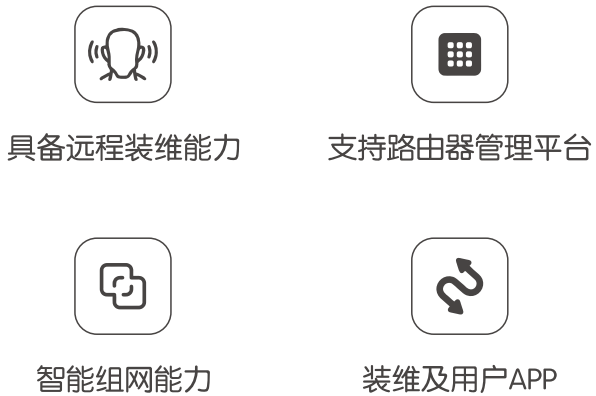 具备远程装维能力
支持路由器管理平台
智能组网能力
装维及用户APP